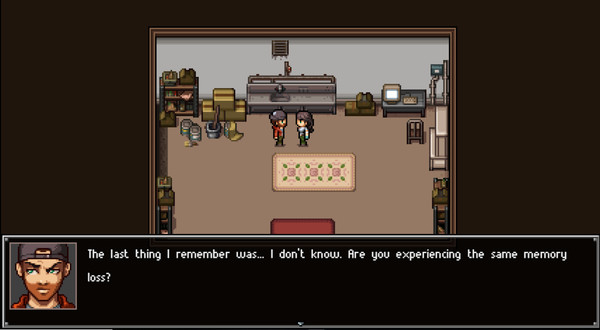 The last thing I remember was... I don't know. Are you experiencing the same memory
loss?